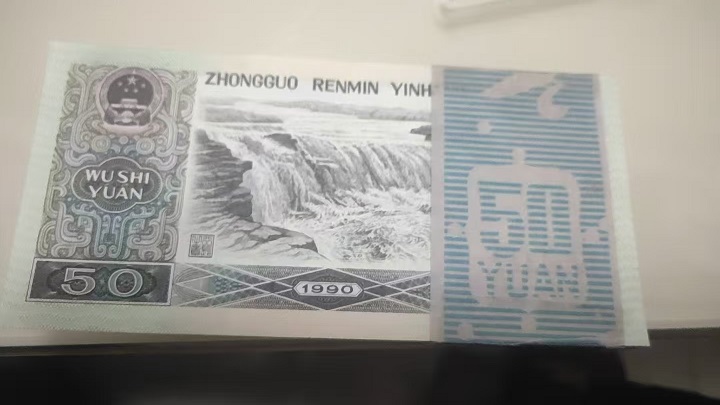 ZHONGGUO RENMIN YINH
WU SHI
YUAN
50
1990
50
YUAN